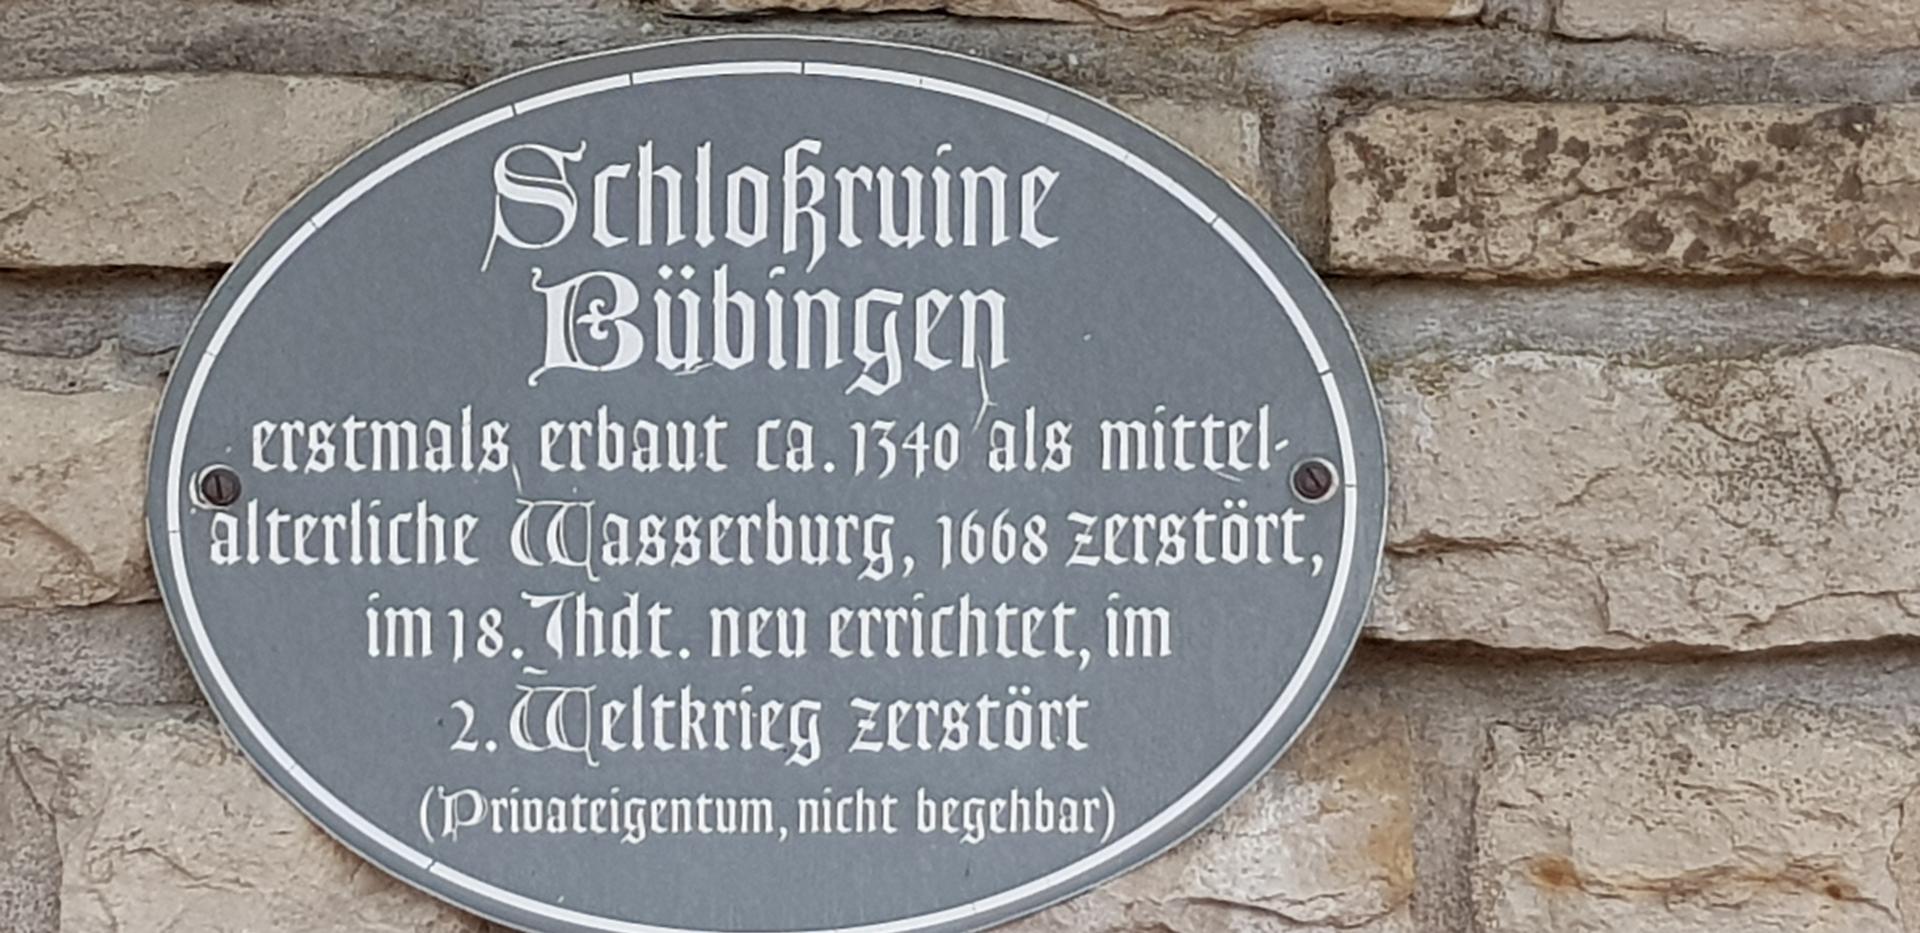 Schloßruine
Bübingen
erstmals erbaut ca. 1340 als mittel-
alterliche Wasserburg, 1668 zerstört,
im 18. Jhdt. neu errichtet, im
2. Weltkrieg zerstört
(Privateigentum, nicht begehbar)